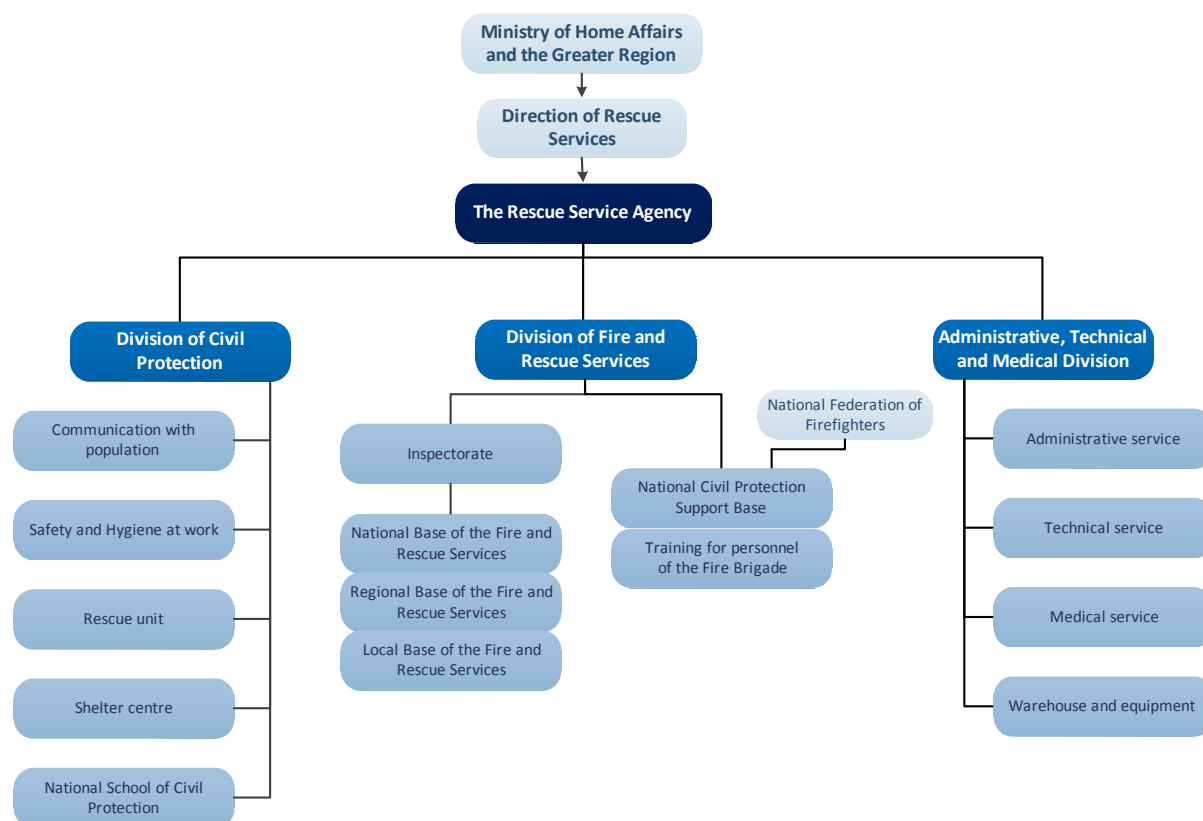 Ministry of Home Affairs
and the Greater Region
Direction of Rescue
Services
The Rescue Service Agency
Division of Civil
Protection
Communication with
population
Safety and Hygiene at work
Rescue unit
Shelter centre
National School of Civil
Protection
Division of Fire and
Rescue Services
Inspectorate
National Base of the Fire and
Rescue Services
Regional Base of the Fire and
Rescue Services
Local Base of the Fire and
Rescue Services
National Federation of
Firefighters
National Civil Protection
Support Base
Training for personnel
of the Fire Brigade
Administrative, Technical
and Medical Division
Administrative service
Technical service
Medical service
Warehouse and equipment